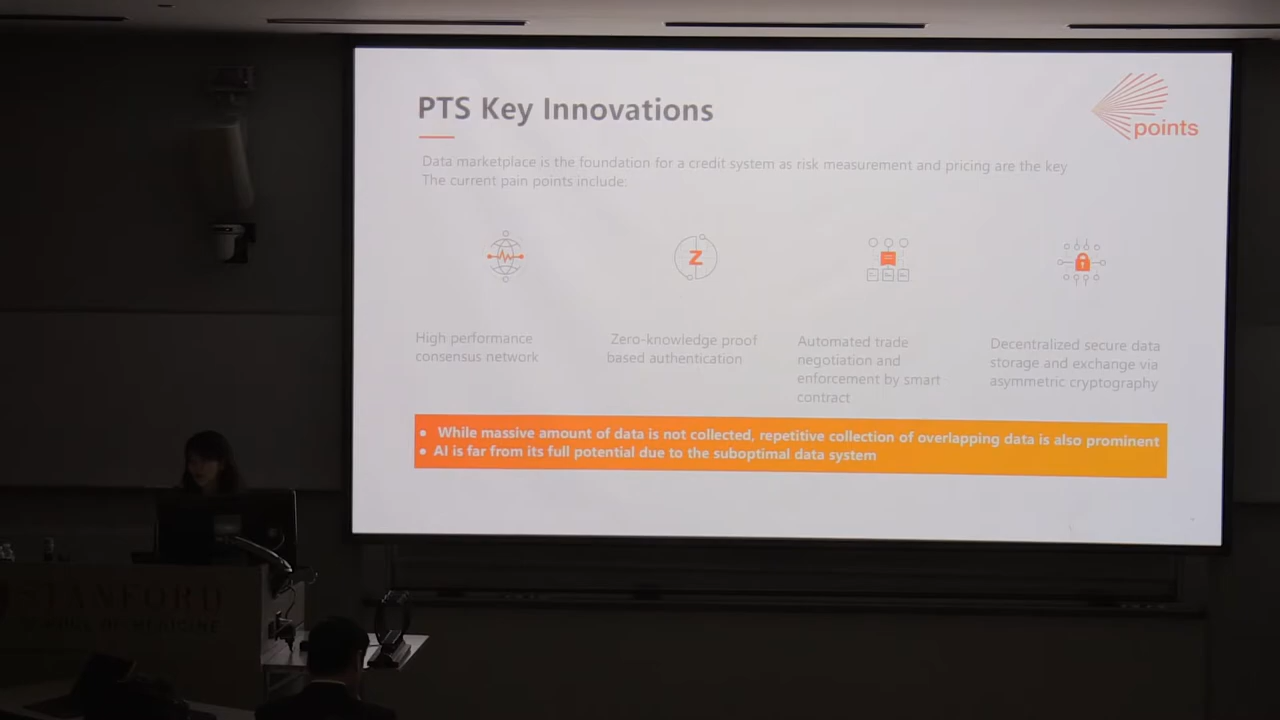 PTS Key Innovations
points
Data marketplace is the foundation for a credit system as risk measurement and pricing are the key
The current pain points include:
Z
High performance
consensus network
Zero-knowledge proof
based authentication
Automated trade
negotiation and
enforcement by smart
contract
Decentralized secure data
storage and exchange via
asymmetric cryptography
• While massive amount of data is not collected, repetitive collection of overlapping data is also prominent
• AI is far from its full potential due to the suboptimal data system
STANFORD
SCHOOL OF MEDICINE